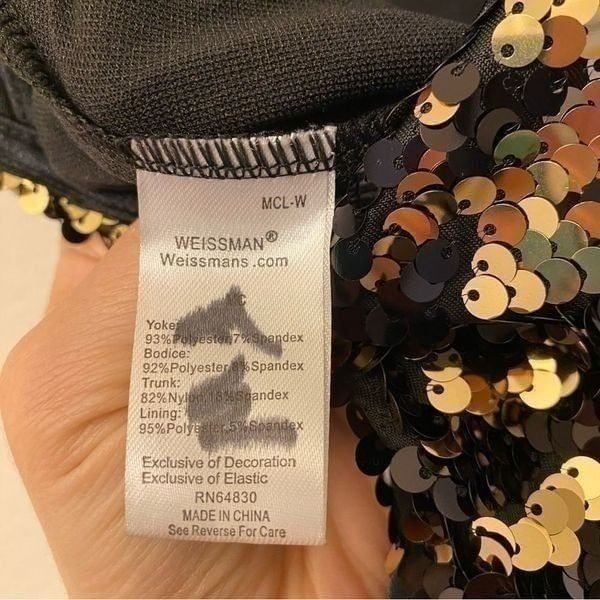 MCL-W
WEISSMAN®
Weissmans.com
Yoke:
93%Polyester,7%Spandex
Bodice:
92%Polyester,8%Spandex
Trunk:
82%Nylon,18%Spandex
Lining:
95%Polyester,5%Spandex
Exclusive of Decoration
Exclusive of Elastic
RN64830
MADE IN CHINA
See Reverse For Care